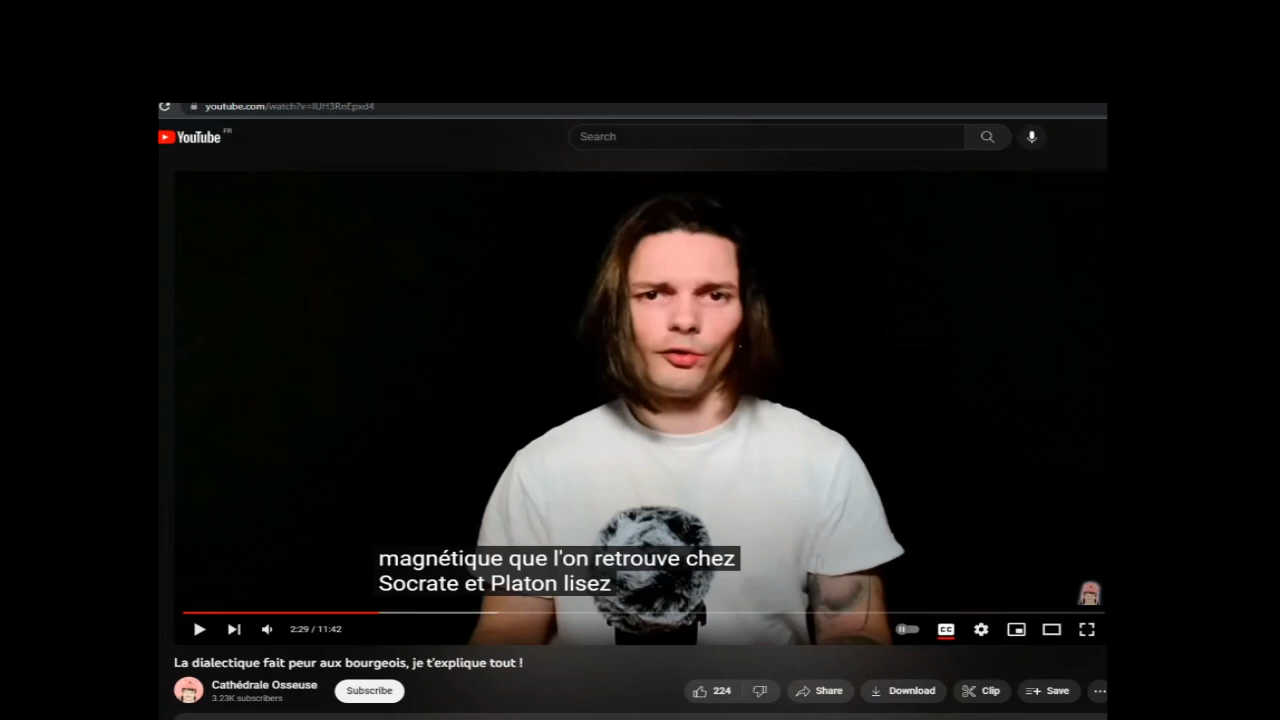 youtube.com/watch?v=IUH3RnEpxd4
YouTube FR
Search
magnétique que l'on retrouve chez
Socrate et Platon lisez
2:29 / 11:42
CC
La dialectique fait peur aux bourgeois, je t'explique tout !
Cathédrale Osseuse
3.23K subscribers
Subscribe
224
Share
Download
Clip
Save